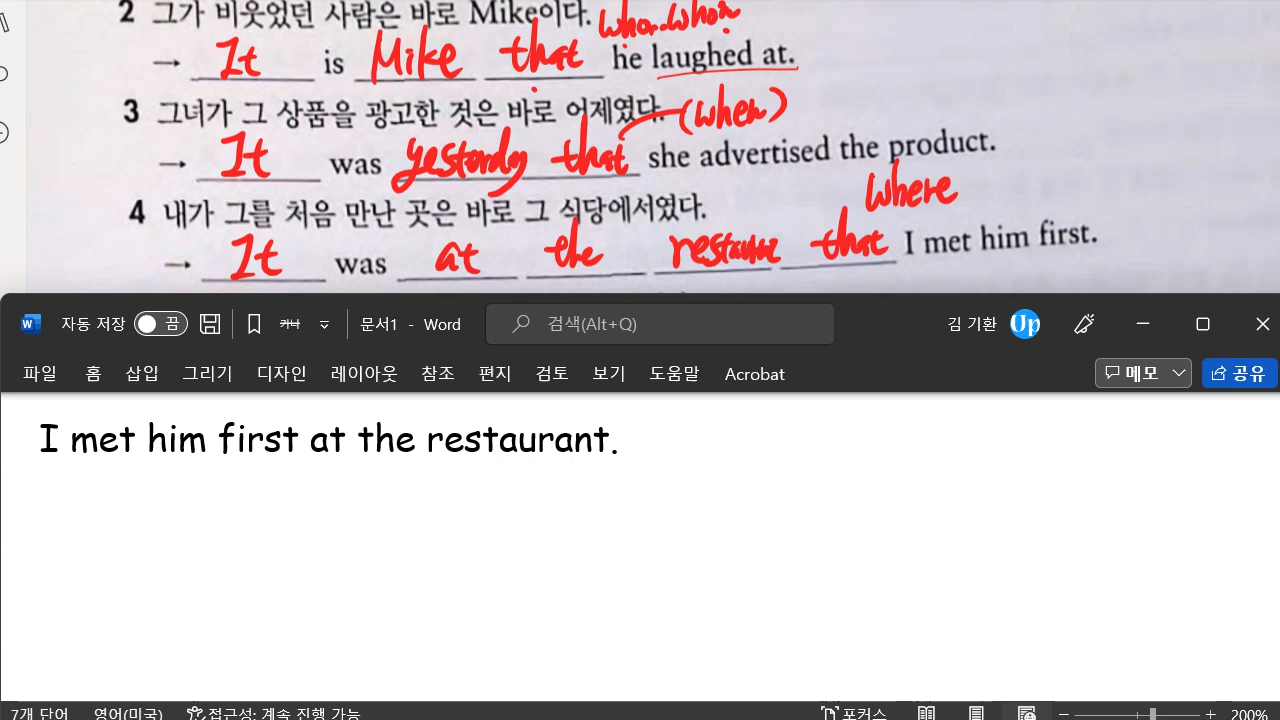 2 그가 비웃었던 사람은 바로 Mike이다. who.whom
→ It is Mike that he laughed at.
3 그녀가 그 상품을 광고한 것은 바로 어제였다. (when)
→ It was yesterday that she advertised the product.
4 내가 그를 처음 만난 곳은 바로 그 식당에서였다. where
→ It was at the that I met him first.
자동 저장 끔 가나 문서1 - Word 검색(Alt+Q) 김 기환 Up
파일 홈 삽입 그리기 디자인 레이아웃 참조 편지 검토 보기 도움말 Acrobat 메모 공유
I met him first at the restaurant.
7개 단어 영어(미국) 접근성: 계속 진행 가능 포커스 200%